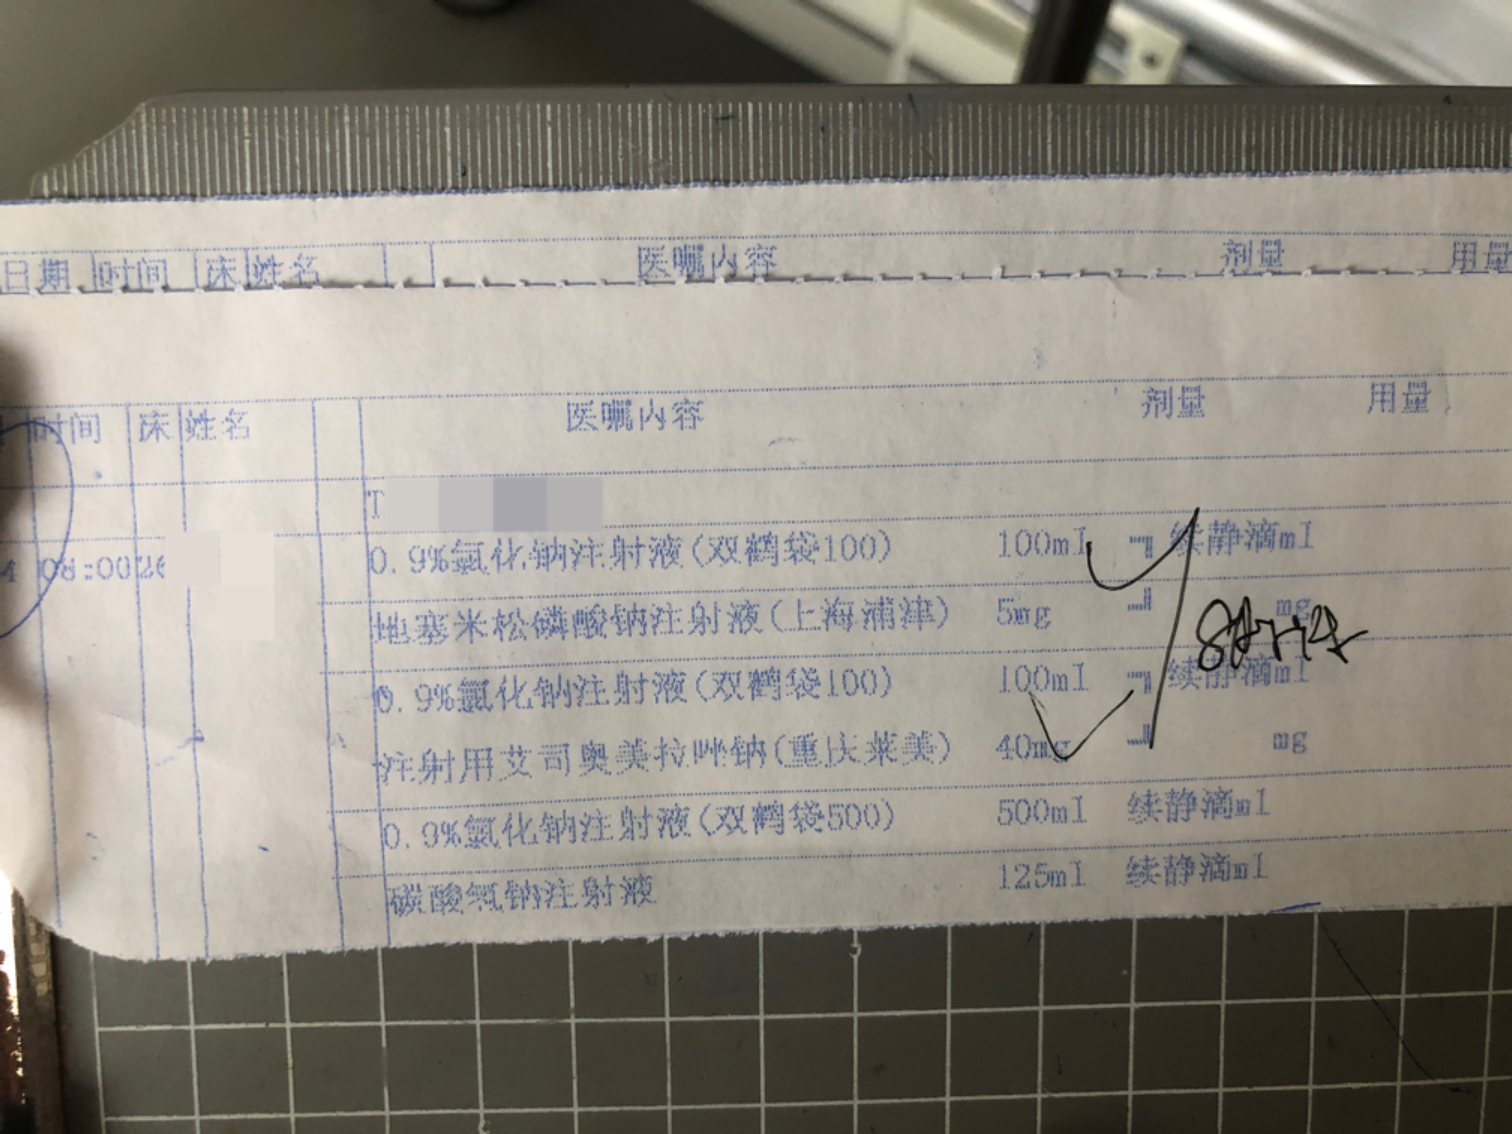 日期 时间 床 姓名 医嘱内容 剂量 用量
时间 床 姓名 医嘱内容 剂量 用量
T
08:00 26 0.9%氯化钠注射液(双鹤袋100) 100ml 续静滴ml
地塞米松磷酸钠注射液(上海浦津) 5mg mg
0.9%氯化钠注射液(双鹤袋100) 100ml 续静滴ml
注射用艾司奥美拉唑钠(重庆莱美) 40mg mg
0.9%氯化钠注射液(双鹤袋500) 500ml 续静滴ml
碳酸氢钠注射液 125ml 续静滴ml